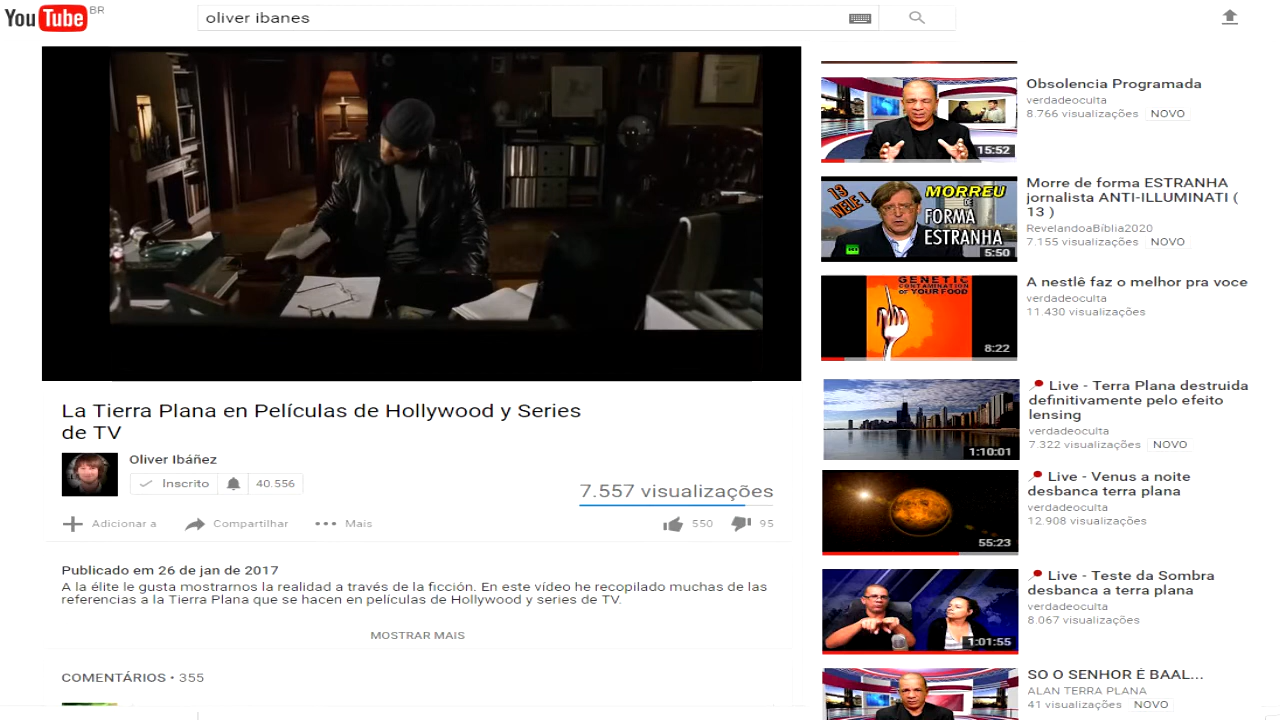 YouTube BR
oliver ibanes
La Tierra Plana en Películas de Hollywood y Series
de TV
Oliver Ibáñez
Inscrito 40.556
7.557 visualizações
Adicionar a Compartilhar Mais 550 95
Publicado em 26 de jan de 2017
A la élite le gusta mostrarnos la realidad a través de la ficción. En este vídeo he recopilado muchas de las
referencias a la Tierra Plana que se hacen en películas de Hollywood y series de TV.
MOSTRAR MAIS
COMENTÁRIOS • 355
15:52
Obsolencia Programada
verdadeoculta
8.766 visualizações NOVO
13
NELE !
MORREU
DE
FORMA
ESTRANHA
HD
5:50
Morre de forma ESTRANHA
jornalista ANTI-ILLUMINATI (
13 )
RevelandoaBíblia2020
7.155 visualizações NOVO
GENETIC
CONTAMINATION
OF YOUR FOOD
8:22
A nestlê faz o melhor pra voce
verdadeoculta
11.430 visualizações
1:10:01
Live - Terra Plana destruida
definitivamente pelo efeito
lensing
verdadeoculta
7.322 visualizações NOVO
55:23
Live - Venus a noite
desbanca terra plana
verdadeoculta
12.908 visualizações
1:01:55
Live - Teste da Sombra
desbanca a terra plana
verdadeoculta
8.067 visualizações
SO O SENHOR É BAAL...
ALAN TERRA PLANA
41 visualizações NOVO